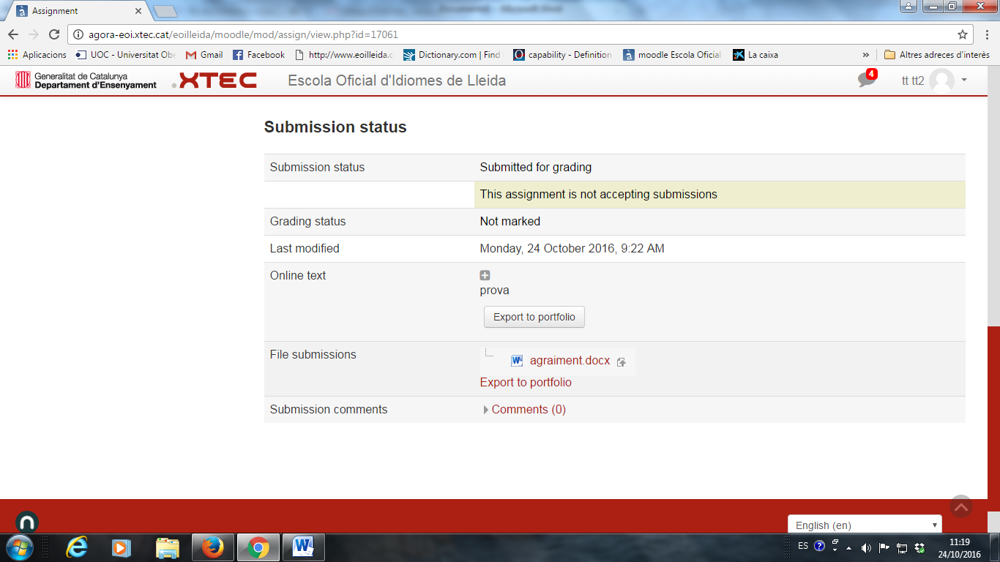 Assignment
agora-eoi.xtec.cat/eoilleida/moodle/mod/assign/view.php?id=17061
Aplicacions UOC - Universitat Obe Gmail Facebook http://www.eoilleida.c Dictionary.com | Find capability - Definition moodle Escola Oficial La caixa » Altres adreces d'interès
Generalitat de Catalunya
Departament d'Ensenyament
XTEC
Escola Oficial d'Idiomes de Lleida
4
tt tt2
Submission status
Submission status Submitted for grading
This assignment is not accepting submissions
Grading status Not marked
Last modified Monday, 24 October 2016, 9:22 AM
Online text
prova
Export to portfolio
File submissions agraiment.docx
Export to portfolio
Submission comments Comments (0)
English (en)
ES
11:19
24/10/2016